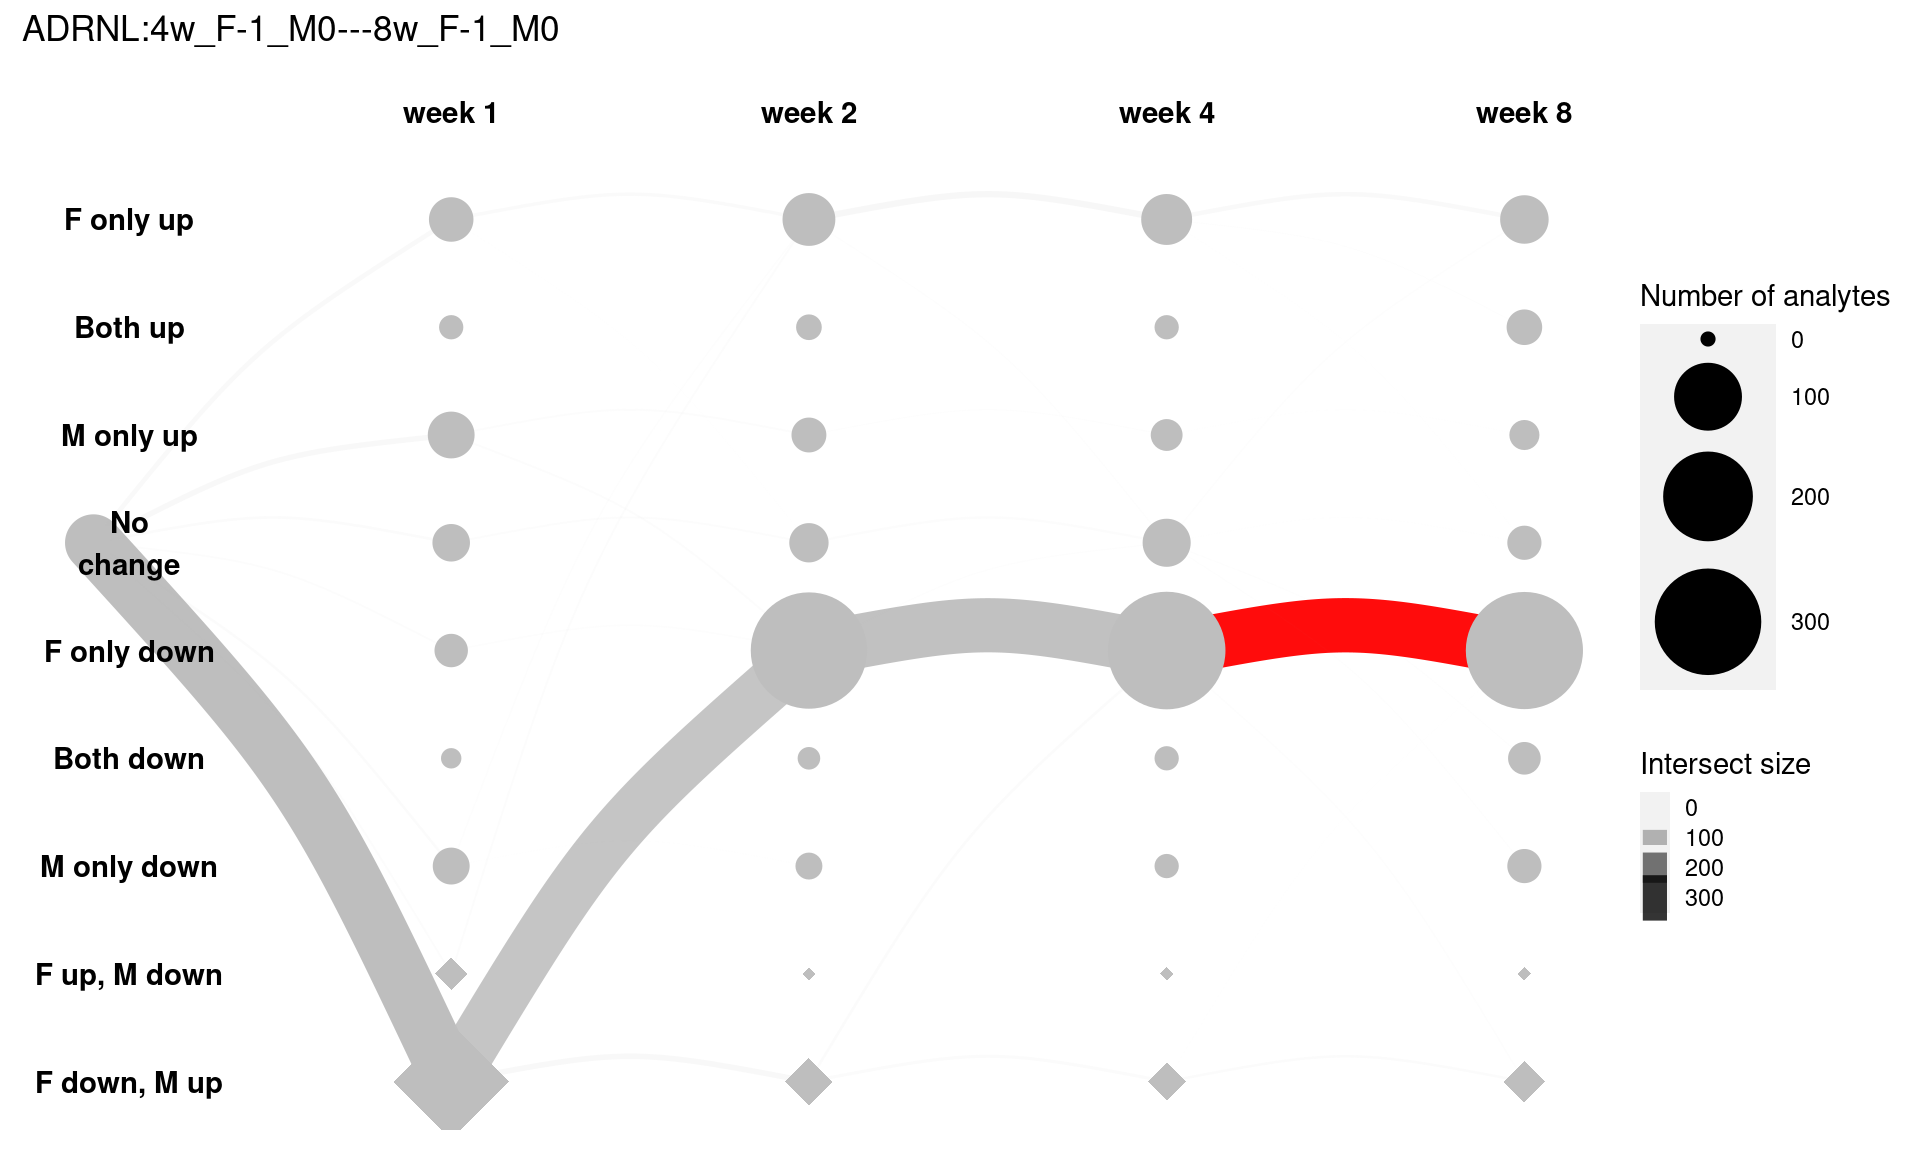 ADRNL:4w_F-1_M0---8w_F-1_M0
week 1
week 2
week 4
week 8
F only up
Both up
M only up
No
change
F only down
Both down
M only down
F up, M down
F down, M up
Number of analytes
0
100
200
300
Intersect size
0
100
200
300